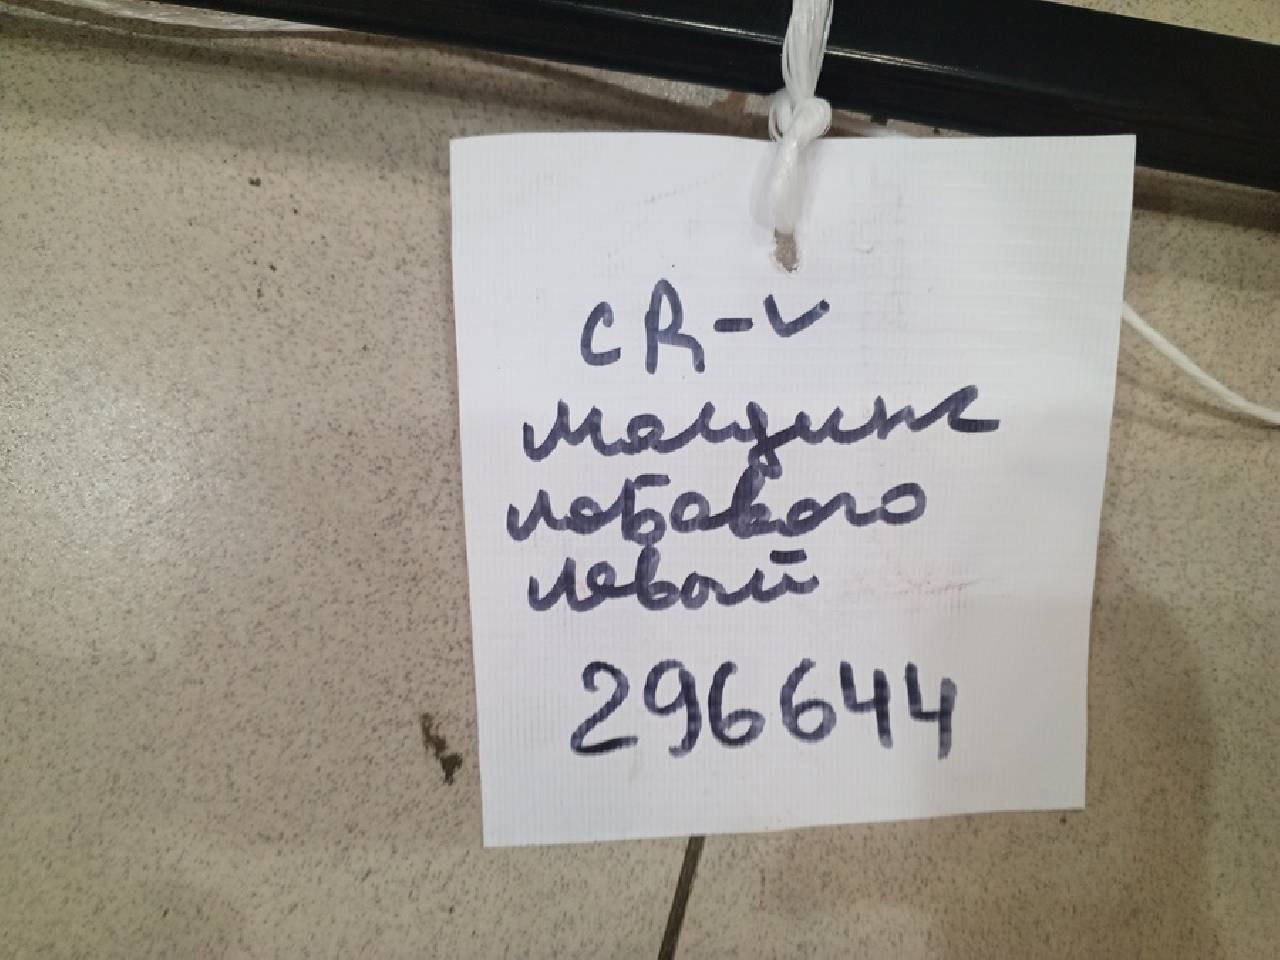 CR-V
Молдинг
лобового
левый
296644